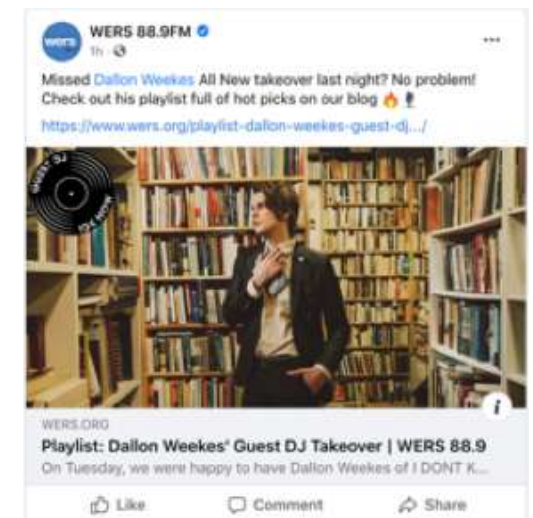 wers
WERS 88.9FM
1h
Missed Dallon Weekes All New takeover last night? No problem!
Check out his playlist full of hot picks on our blog
https://www.wers.org/playlist-dallon-weekes-guest-dj.../
GUEST DJ
WERS.ORG
Playlist: Dallon Weekes' Guest DJ Takeover | WERS 88.9
On Tuesday, we were happy to have Dallon Weekes of I DONT K...
Like Comment Share